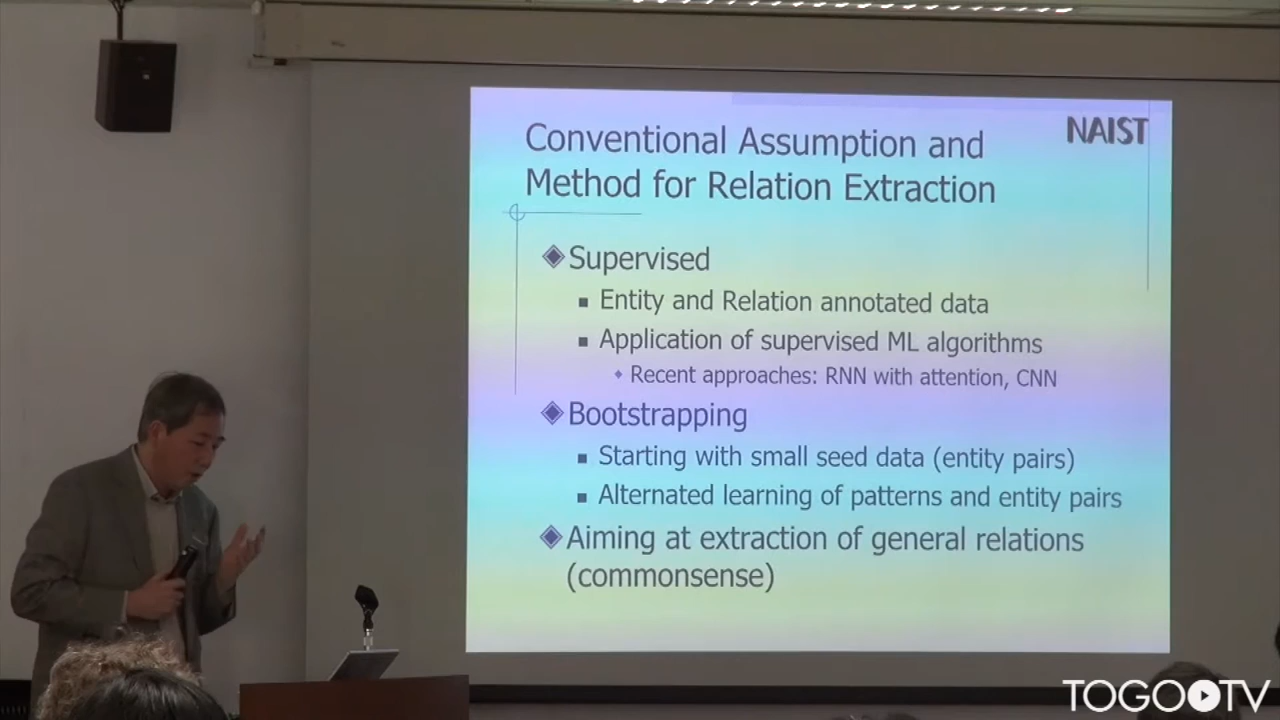 NAIST
Conventional Assumption and
Method for Relation Extraction
Supervised
Entity and Relation annotated data
Application of supervised ML algorithms
Recent approaches: RNN with attention, CNN
Bootstrapping
Starting with small seed data (entity pairs)
Alternated learning of patterns and entity pairs
Aiming at extraction of general relations
(commonsense)
TOGO TV